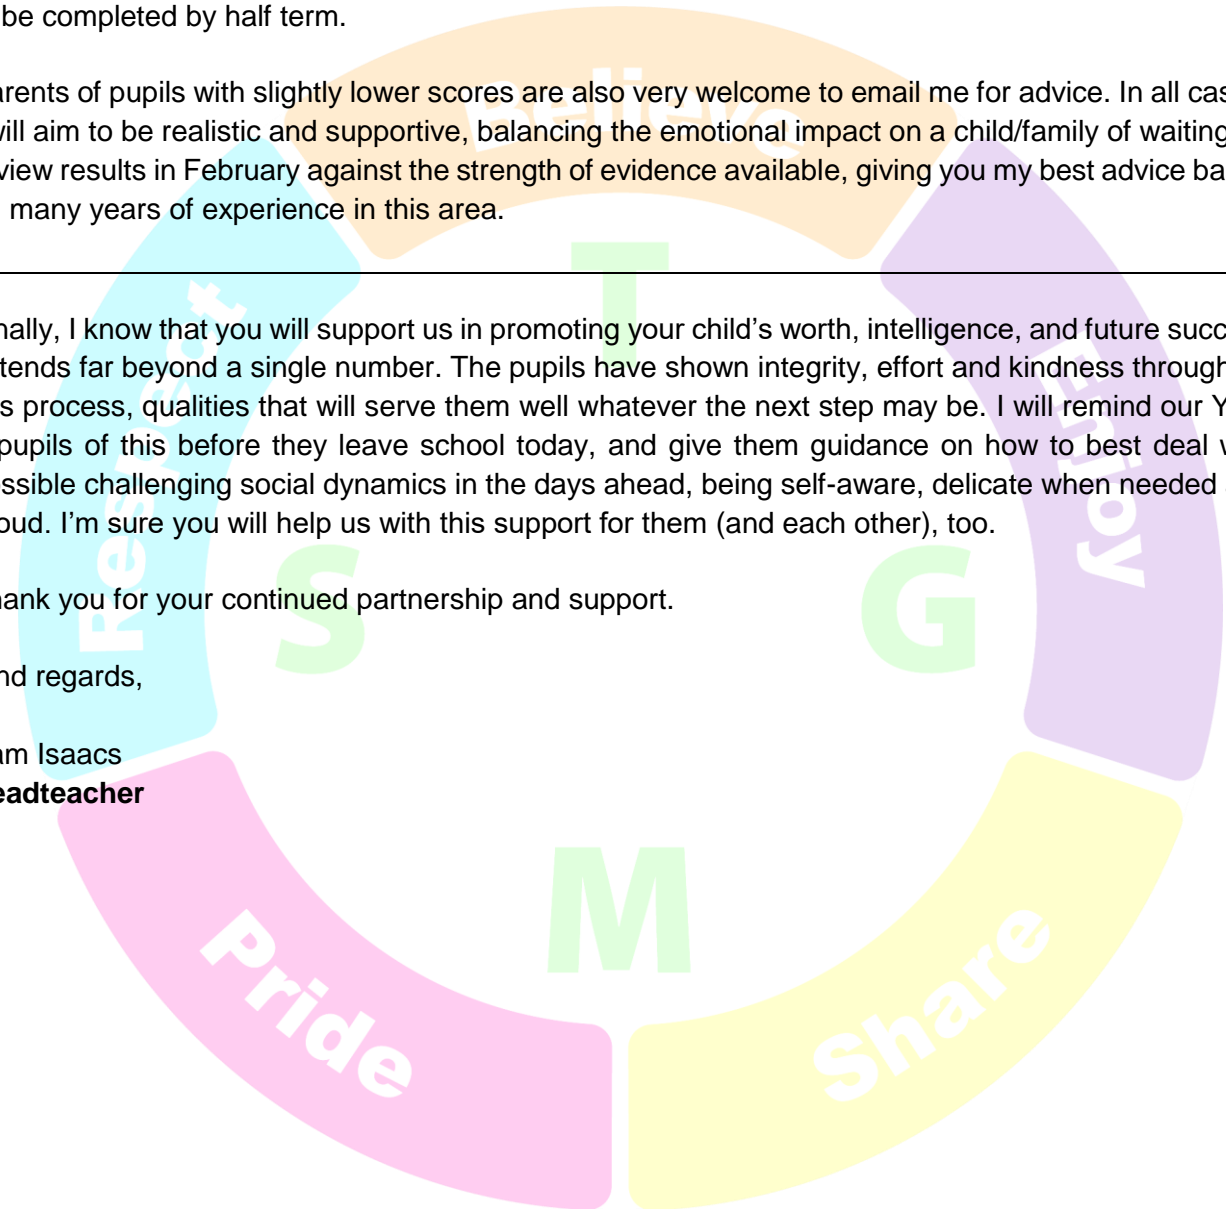 be completed by half term.
arents of pupils with slightly lower scores are also very welcome to email me for advice. In all cas
will aim to be realistic and supportive, balancing the emotional impact on a child/family of waiting
view results in February against the strength of evidence available, giving you my best advice ba
many years of experience in this area.
nally, I know that you will support us in promoting your child’s worth, intelligence, and future succ
tends far beyond a single number. The pupils have shown integrity, effort and kindness through
s process, qualities that will serve them well whatever the next step may be. I will remind our Y
pupils of this before they leave school today, and give them guidance on how to best deal w
ssible challenging social dynamics in the days ahead, being self-aware, delicate when needed
oud. I’m sure you will help us with this support for them (and each other), too.
hank you for your continued partnership and support.
nd regards,
am Isaacs
eadteacher
Believe
Respect
Enjoy
T
S
G
M
Pride
Share